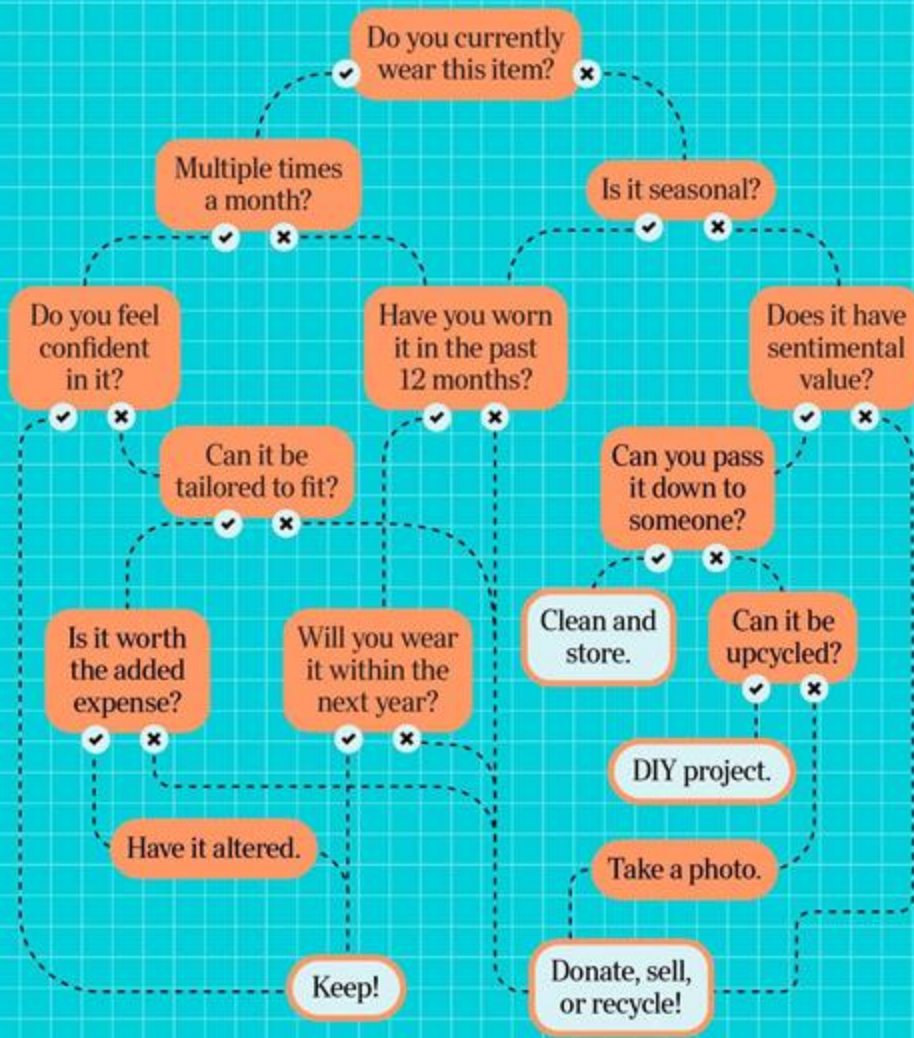 Do you currently
wear this item?
Multiple times
a month?
Is it seasonal?
Do you feel
confident
in it?
Have you worn
it in the past
12 months?
Does it have
sentimental
value?
Can it be
tailored to fit?
Can you pass
it down to
someone?
Is it worth
the added
expense?
Will you wear
it within the
next year?
Clean and
store.
Can it be
upcycled?
DIY project.
Have it altered.
Take a photo.
Keep!
Donate, sell,
or recycle!